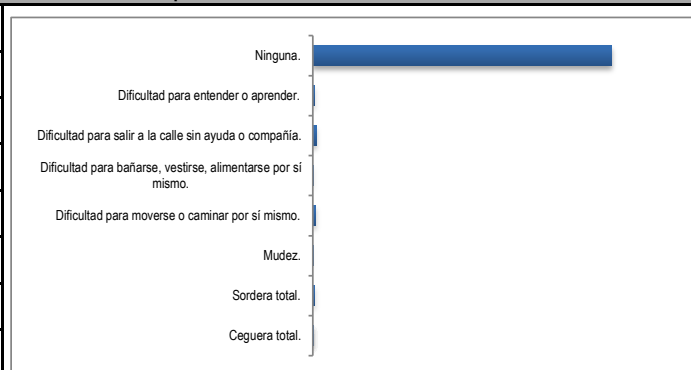 Ninguna.
Dificultad para entender o aprender.
Dificultad para salir a la calle sin ayuda o compañía.
Dificultad para bañarse, vestirse, alimentarse por sí
mismo.
Dificultad para moverse o caminar por sí mismo.
Mudez.
Sordera total.
Ceguera total.